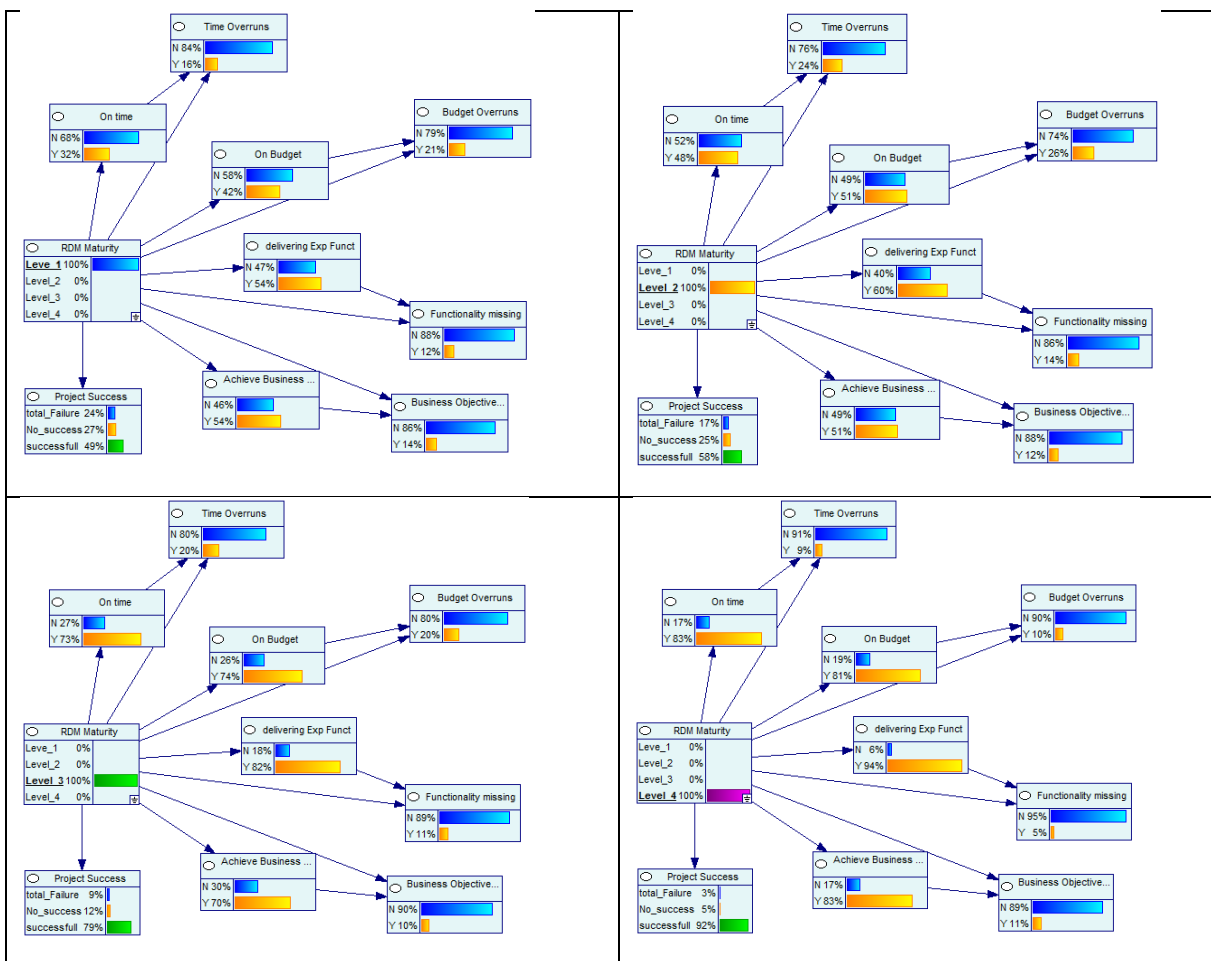 Time Overruns
N 84%
Y 16%
On time
N 68%
Y 32%
Budget Overruns
N 79%
Y 21%
On Budget
N 58%
Y 42%
RDM Maturity
Leve_1 100%
Level_2 0%
Level_3 0%
Level_4 0%
delivering Exp Funct
N 47%
Y 54%
Functionality missing
N 88%
Y 12%
Achieve Business ...
N 46%
Y 54%
Business Objective...
N 86%
Y 14%
Project Success
total_Failure 24%
No_success 27%
successfull 49%
Time Overruns
N 76%
Y 24%
On time
N 52%
Y 48%
Budget Overruns
N 74%
Y 26%
On Budget
N 49%
Y 51%
RDM Maturity
Leve_1 0%
Level_2 100%
Level_3 0%
Level_4 0%
delivering Exp Funct
N 40%
Y 60%
Functionality missing
N 86%
Y 14%
Achieve Business ...
N 49%
Y 51%
Business Objective...
N 88%
Y 12%
Project Success
total_Failure 17%
No_success 25%
successfull 58%
Time Overruns
N 80%
Y 20%
On time
N 27%
Y 73%
Budget Overruns
N 80%
Y 20%
On Budget
N 26%
Y 74%
RDM Maturity
Leve_1 0%
Level_2 0%
Level_3 100%
Level_4 0%
delivering Exp Funct
N 18%
Y 82%
Functionality missing
N 89%
Y 11%
Achieve Business ...
N 30%
Y 70%
Business Objective...
N 90%
Y 10%
Project Success
total_Failure 9%
No_success 12%
successfull 79%
Time Overruns
N 91%
Y 9%
On time
N 17%
Y 83%
Budget Overruns
N 90%
Y 10%
On Budget
N 19%
Y 81%
RDM Maturity
Leve_1 0%
Level_2 0%
Level_3 0%
Level_4 100%
delivering Exp Funct
N 6%
Y 94%
Functionality missing
N 95%
Y 5%
Achieve Business ...
N 17%
Y 83%
Business Objective...
N 89%
Y 11%
Project Success
total_Failure 3%
No_success 5%
successfull 92%